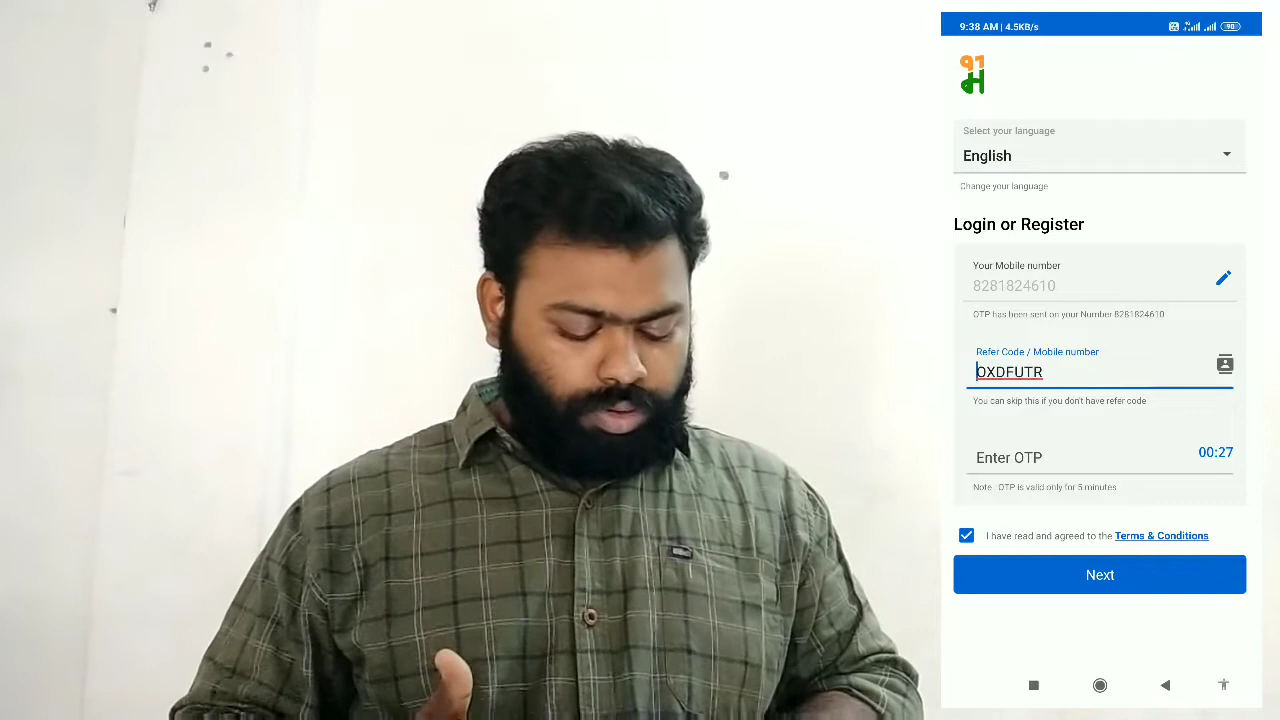 9:38 AM | 4.5KB/s
90
91
म
Select your language
English
Change your language
Login or Register
Your Mobile number
8281824610
OTP has been sent on your Number 8281824610
Refer Code / Mobile number
OXDFUTR
You can skip this if you don't have refer code
Enter OTP
00:27
Note : OTP is valid only for 5 minutes
I have read and agreed to the Terms & Conditions
Next